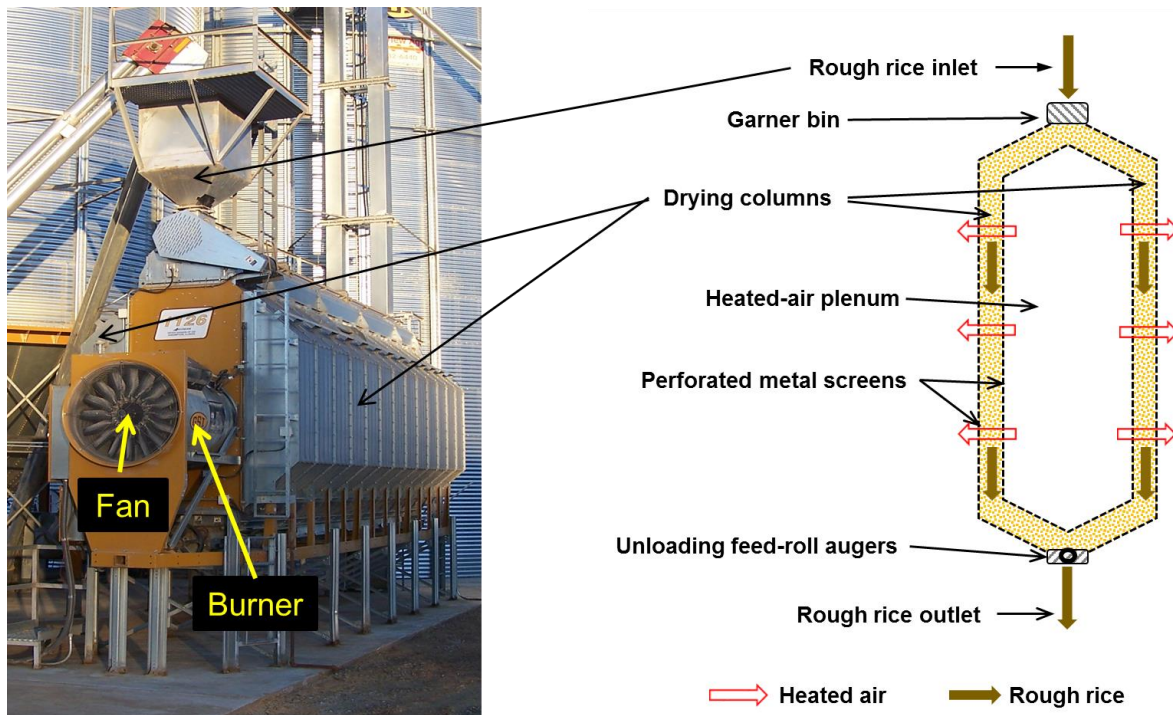 Rough rice inlet
Garner bin
Drying columns
Heated-air plenum
Perforated metal screens
Unloading feed-roll augers
Rough rice outlet
Heated air
Rough rice
Fan
Burner